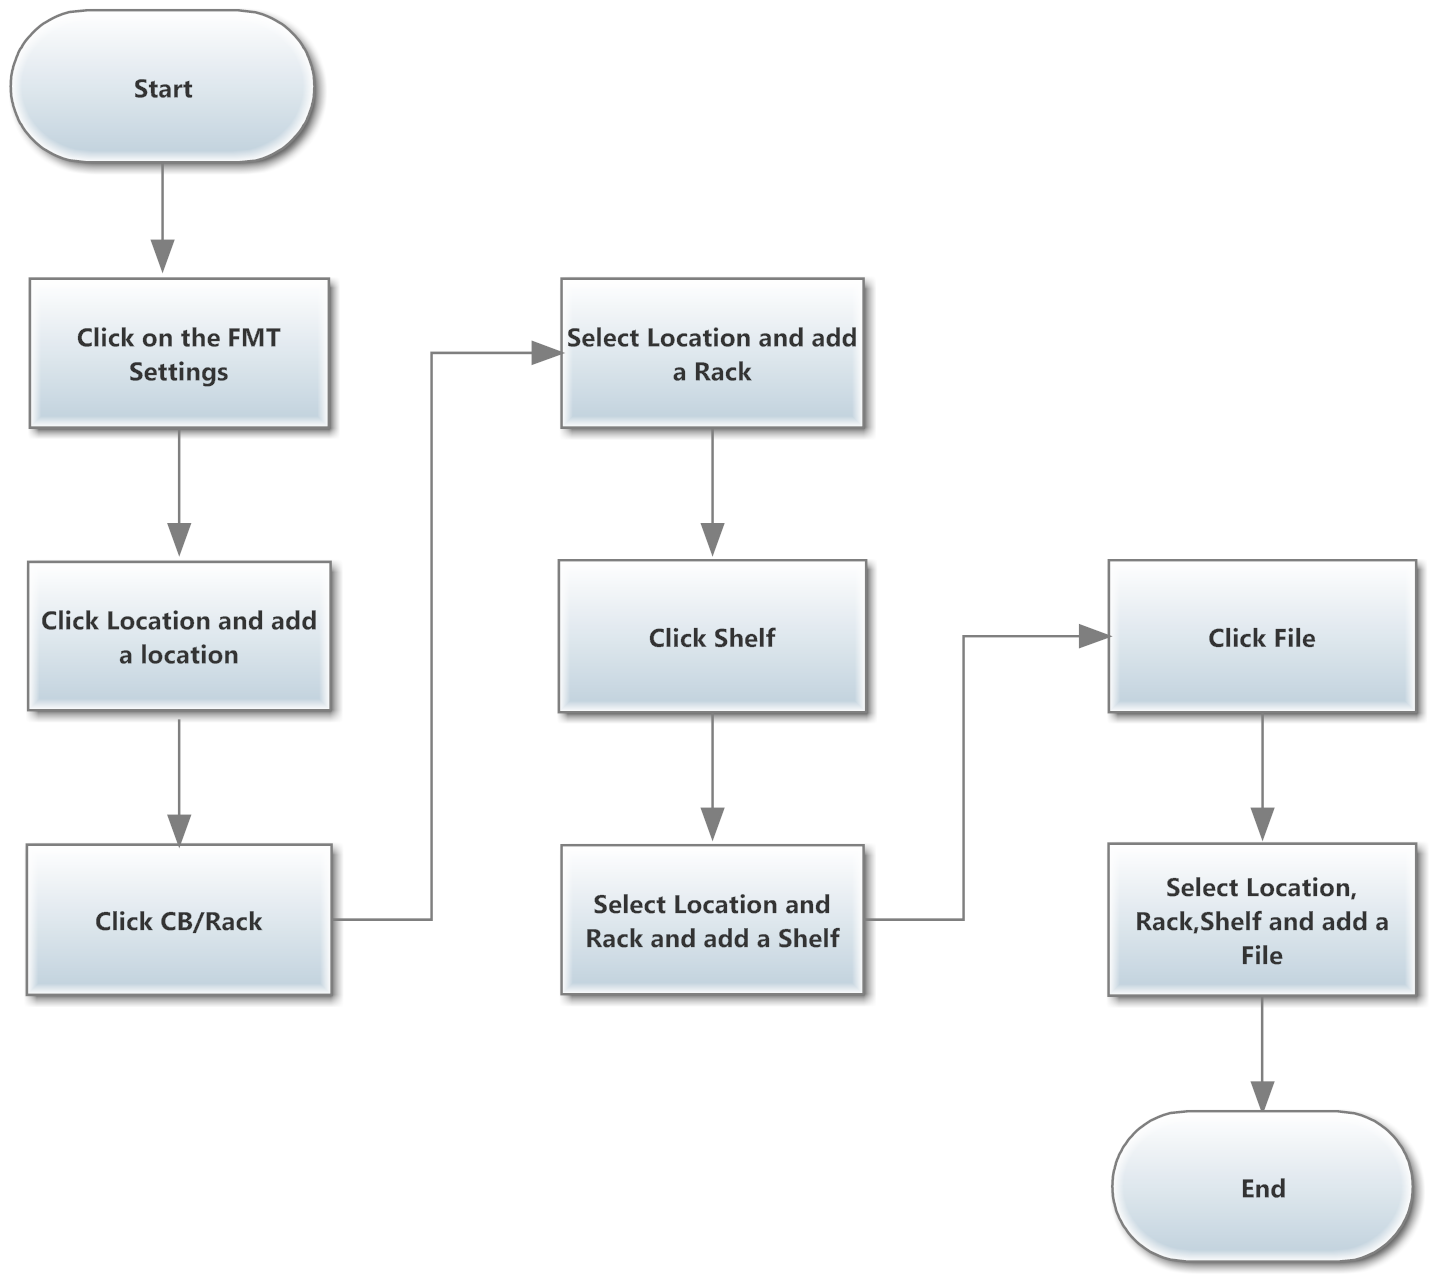 Start
Click on the FMT
Settings
Click Location and add
a location
Click CB/Rack
Select Location and add
a Rack
Click Shelf
Select Location and
Rack and add a Shelf
Click File
Select Location,
Rack,Shelf and add a
File
End